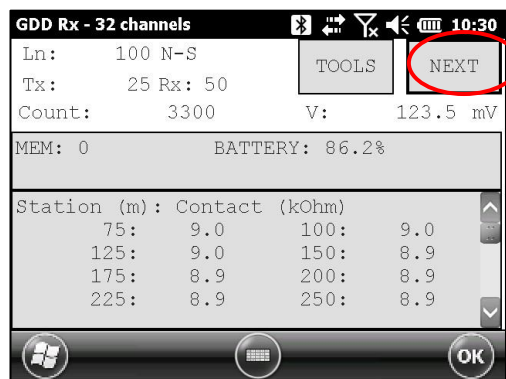 GDD Rx - 32 channels 10:30
Ln: 100 N-S
TOOLS NEXT
Tx: 25 Rx: 50
Count: 3300 V: 123.5 mV
MEM: 0 BATTERY: 86.2%
Station (m): Contact (kOhm)
75: 9.0 100: 9.0
125: 9.0 150: 8.9
175: 8.9 200: 8.9
225: 8.9 250: 8.9
OK